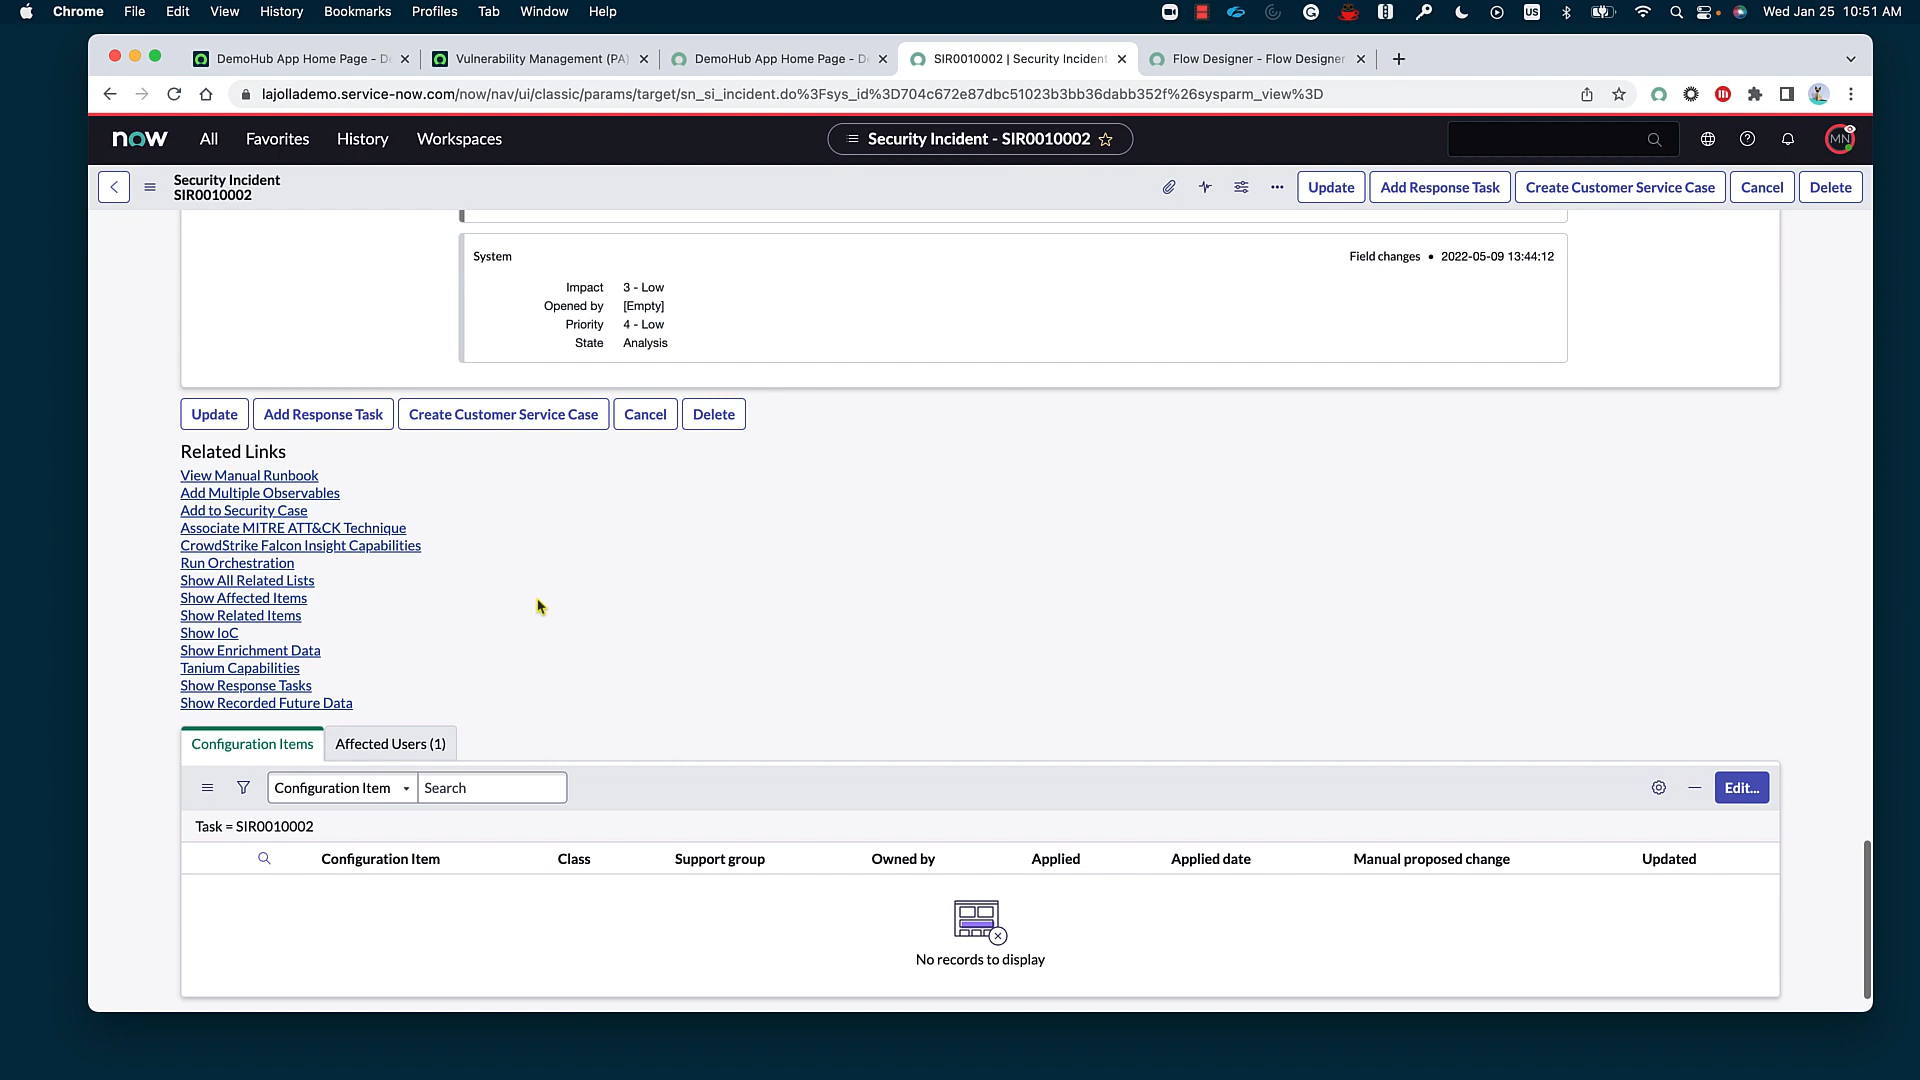 Chrome File Edit View History Bookmarks Profiles Tab Window Help US Wed Jan 25 10:51 AM
DemoHub App Home Page - D Vulnerability Management (PA) DemoHub App Home Page - D SIR0010002 | Security Incident Flow Designer - Flow Designer
lajollademo.service-now.com/now/nav/ui/classic/params/target/sn_si_incident.do%3Fsys_id%3D704c672e87dbc51023b3bb36dabb352f%26sysparm_view%3D
now All Favorites History Workspaces Security Incident - SIR0010002 MN
Security Incident
SIR0010002
Update Add Response Task Create Customer Service Case Cancel Delete
System Field changes • 2022-05-09 13:44:12
Impact 3 - Low
Opened by [Empty]
Priority 4 - Low
State Analysis
Update Add Response Task Create Customer Service Case Cancel Delete
Related Links
View Manual Runbook
Add Multiple Observables
Add to Security Case
Associate MITRE ATT&CK Technique
CrowdStrike Falcon Insight Capabilities
Run Orchestration
Show All Related Lists
Show Affected Items
Show Related Items
Show IoC
Show Enrichment Data
Tanium Capabilities
Show Response Tasks
Show Recorded Future Data
Configuration Items Affected Users (1)
Configuration Item Search Edit...
Task = SIR0010002
Configuration Item Class Support group Owned by Applied Applied date Manual proposed change Updated
No records to display